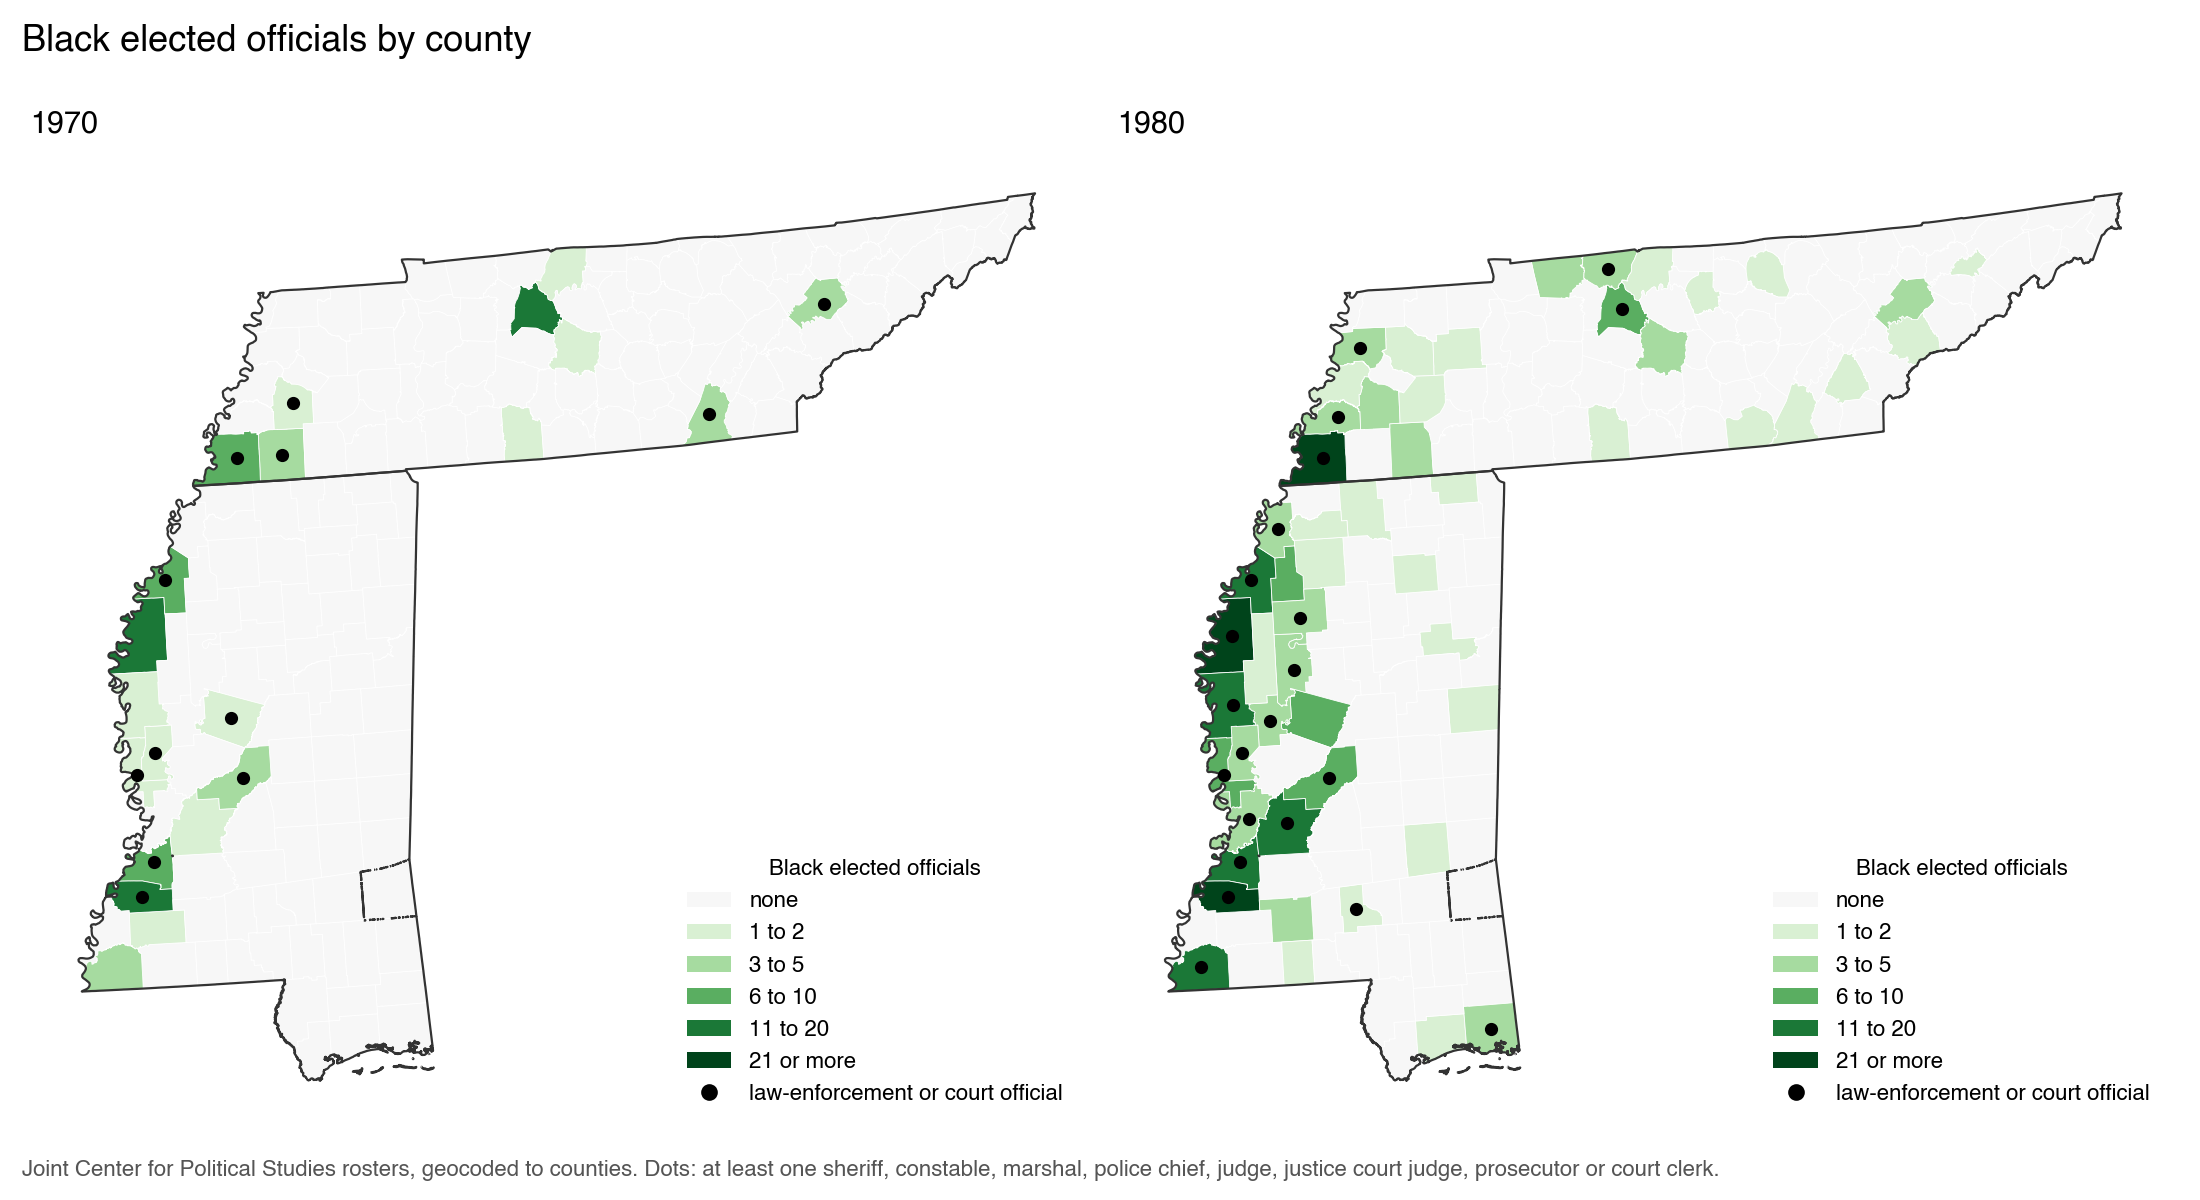 Black elected officials by county
1970
1980
Black elected officials
none
1 to 2
3 to 5
6 to 10
11 to 20
21 or more
law-enforcement or court official
Black elected officials
none
1 to 2
3 to 5
6 to 10
11 to 20
21 or more
law-enforcement or court official
Joint Center for Political Studies rosters, geocoded to counties. Dots: at least one sheriff, constable, marshal, police chief, judge, justice court judge, prosecutor or court clerk.